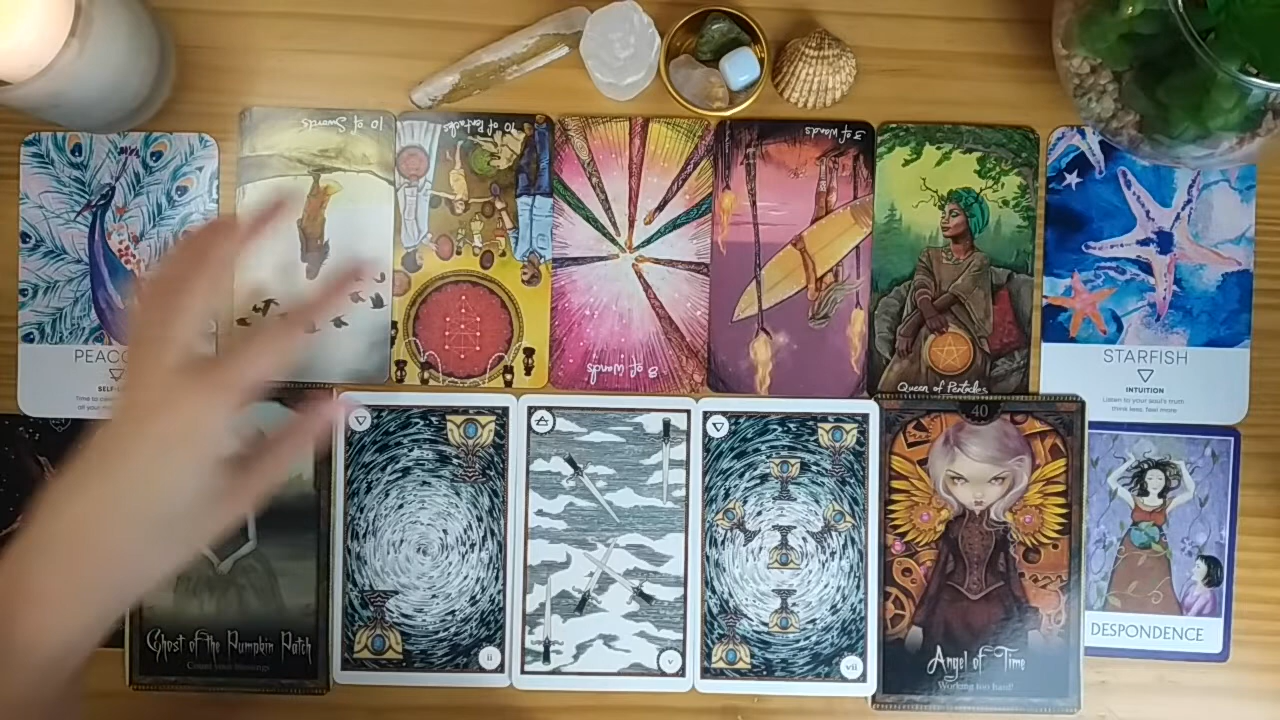 10 of Swords
10 of Pentacles
3 of Wands
8 of Wands
Queen of Pentacles
PEACO
SELF-L
STARFISH
INTUITION
Listen to your soul's truth
think less, feel more
40
Ghost of the Pumpkin Patch
Count your blessings
ii
v
vii
Angel of Time
Working too hard!
DESPONDENCE